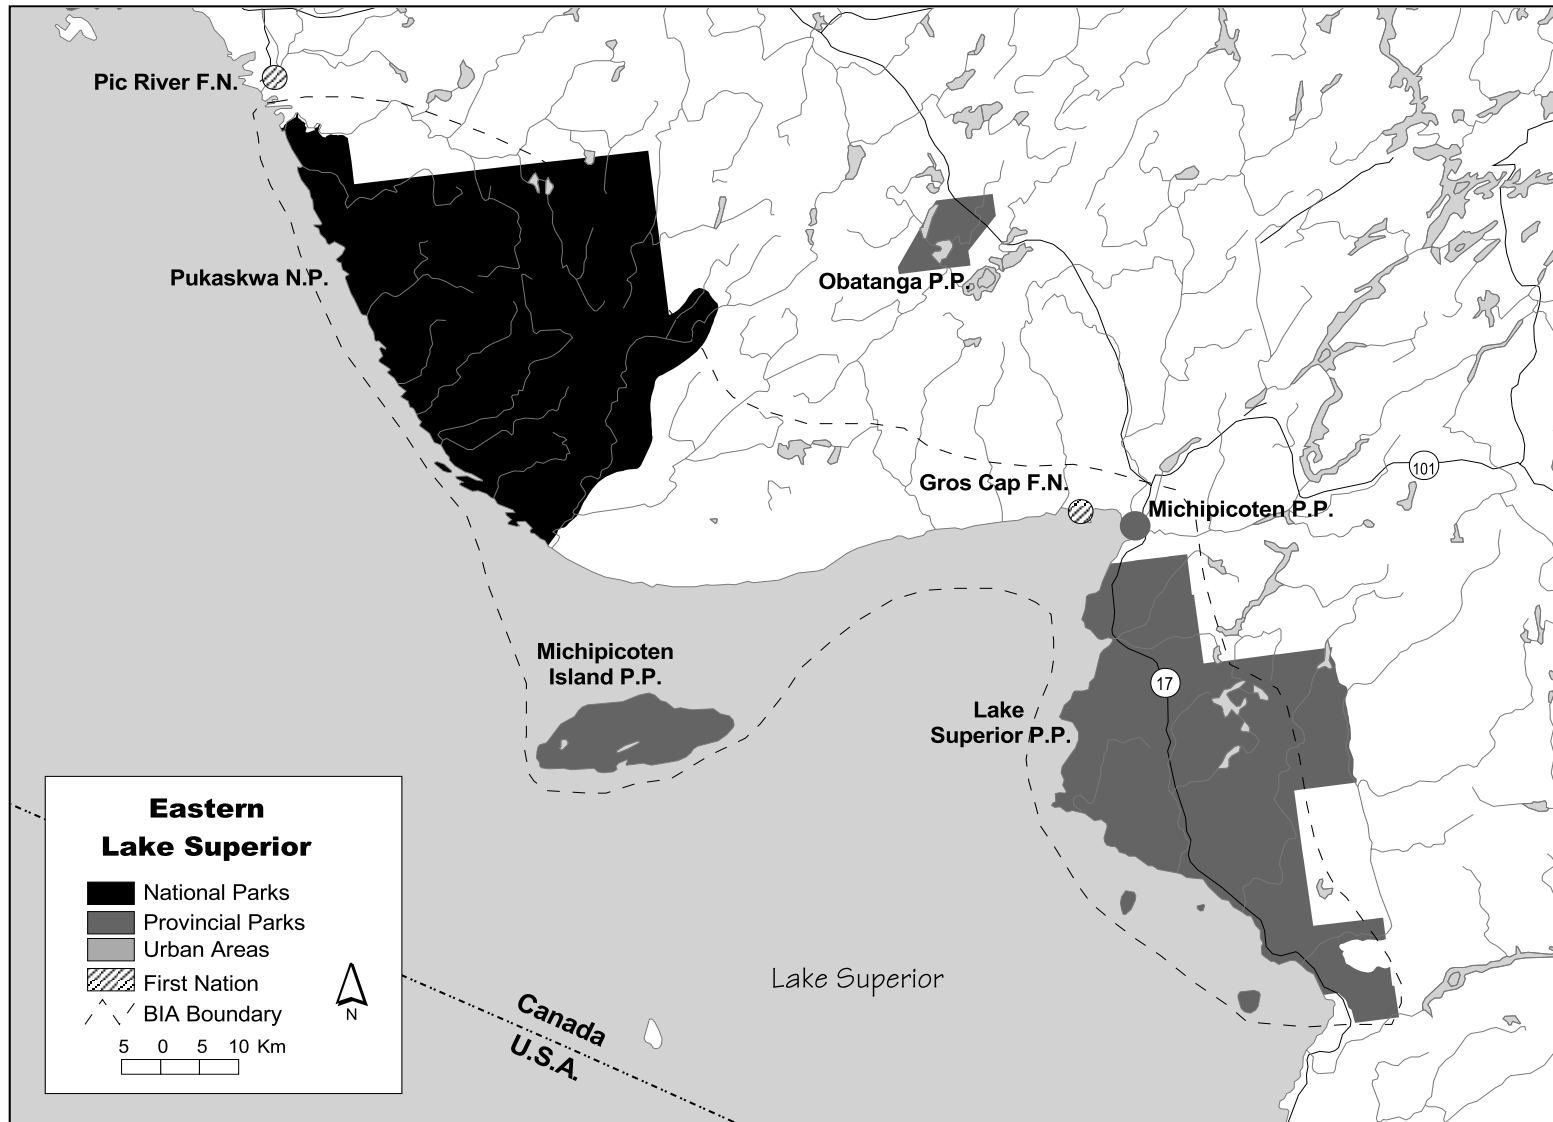 Pic River F.N.
Pukaskwa N.P.
Obatanga P.P.
Gros Cap F.N.
101
Michipicoten P.P.
Michipicoten
Island P.P.
17
Lake
Superior P.P.
Eastern
Lake Superior
National Parks
Provincial Parks
Urban Areas
First Nation
BIA Boundary
N
5 0 5 10 Km
Lake Superior
Canada
U.S.A.